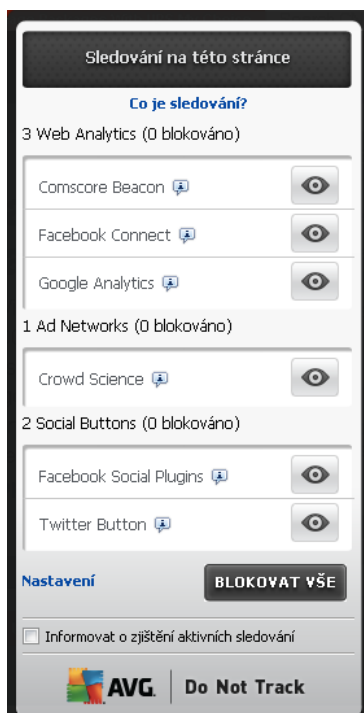 Sledování na této stránce
Co je sledování?
3 Web Analytics (0 blokováno)
Comscore Beacon
Facebook Connect
Google Analytics
1 Ad Networks (0 blokováno)
Crowd Science
2 Social Buttons (0 blokováno)
Facebook Social Plugins
Twitter Button
Nastavení BLOKOVAT VŠE
Informovat o zjištění aktivních sledování
AVG. Do Not Track